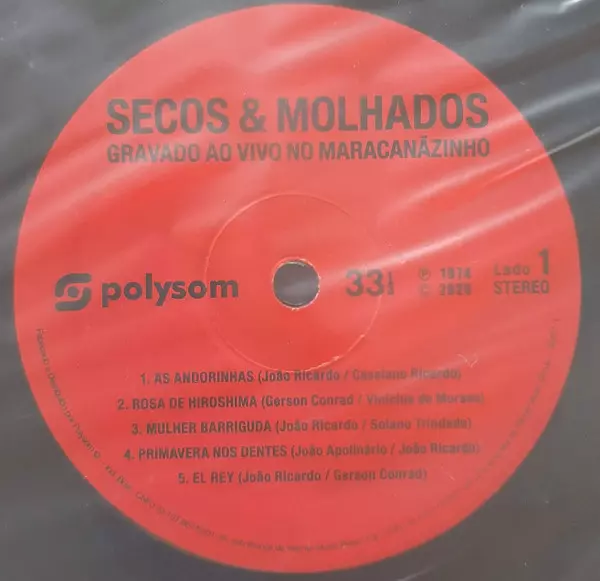 SECOS & MOLHADOS
GRAVADO AO VIVO NO MARACANÃZINHO
polysom
33⅓
℗ 1974
© 2020
Lado 1
STEREO
1. AS ANDORINHAS (João Ricardo / Cassiano Ricardo)
2. ROSA DE HIROSHIMA (Gerson Conrad / Vinicius de Moraes)
3. MULHER BARRIGUDA (João Ricardo / Solano Trindade)
4. PRIMAVERA NOS DENTES (João Apolinário / João Ricardo)
5. EL REY (João Ricardo / Gerson Conrad)